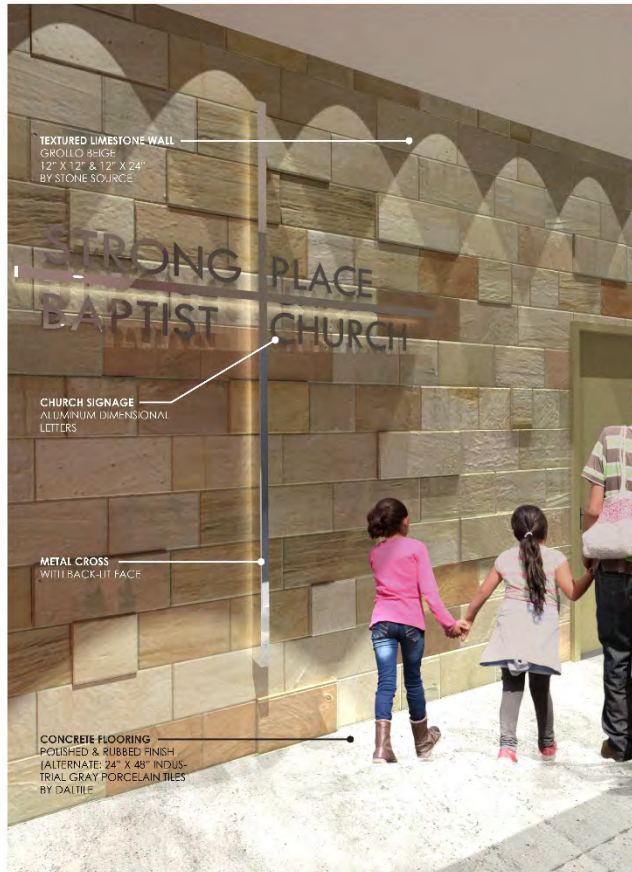 TEXTURED LIMESTONE WALL
GROLLO BEIGE
12" X 12" & 12" X 24"
BY STONE SOURCE
STRONG PLACE
BAPTIST CHURCH
CHURCH SIGNAGE
ALUMINUM DIMENSIONAL
LETTERS
METAL CROSS
WITH BACK-LIT FACE
CONCRETE FLOORING
POLISHED & RUBBED FINISH
(ALTERNATE: 24" X 48" INDUS-
TRIAL GRAY PORCELAIN TILES
BY DALTILE